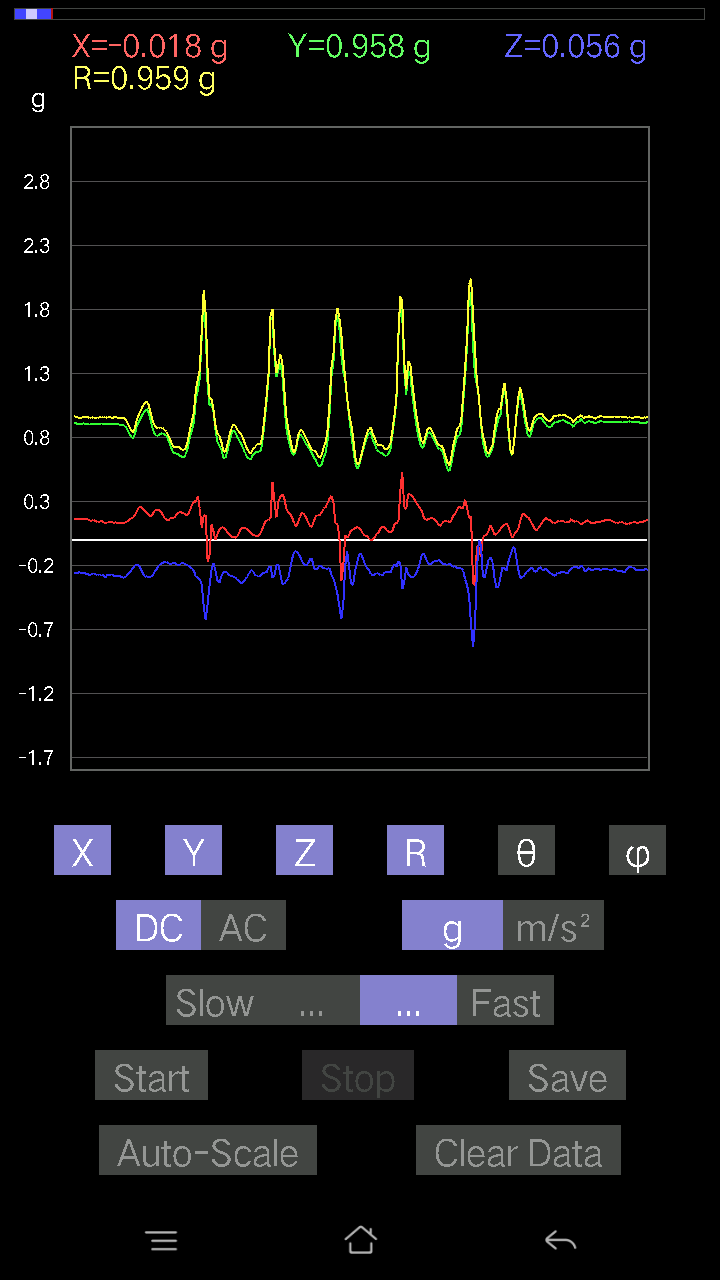 X=-0.018 g Y=0.958 g Z=0.056 g
R=0.959 g
g
2.8
2.3
1.8
1.3
0.8
0.3
-0.2
-0.7
-1.2
-1.7
X Y Z R θ φ
DC AC g m/s²
Slow ... ... Fast
Start Stop Save
Auto-Scale Clear Data